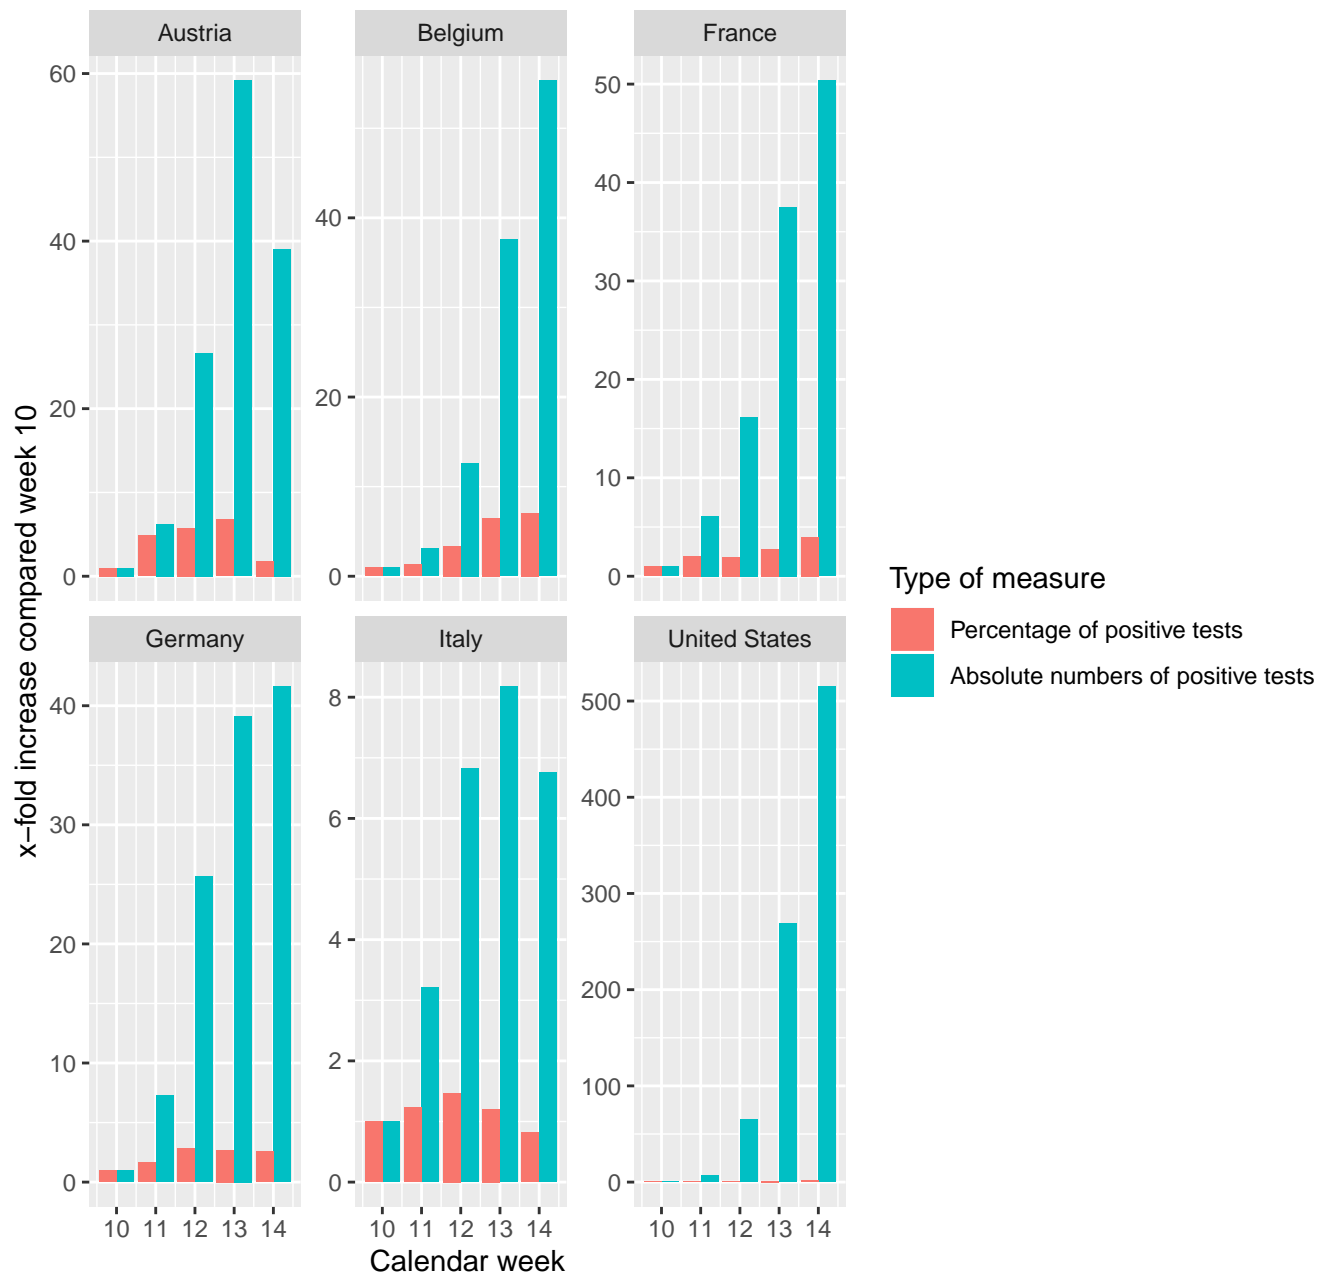 Austria
Belgium
France
60
40
20
0
40
20
0
50
40
30
20
10
0
x−fold increase compared week 10
Germany
Italy
United States
40
30
20
10
0
8
6
4
2
0
500
400
300
200
100
0
10 11 12 13 14
10 11 12 13 14
10 11 12 13 14
Calendar week
Type of measure
Percentage of positive tests
Absolute numbers of positive tests